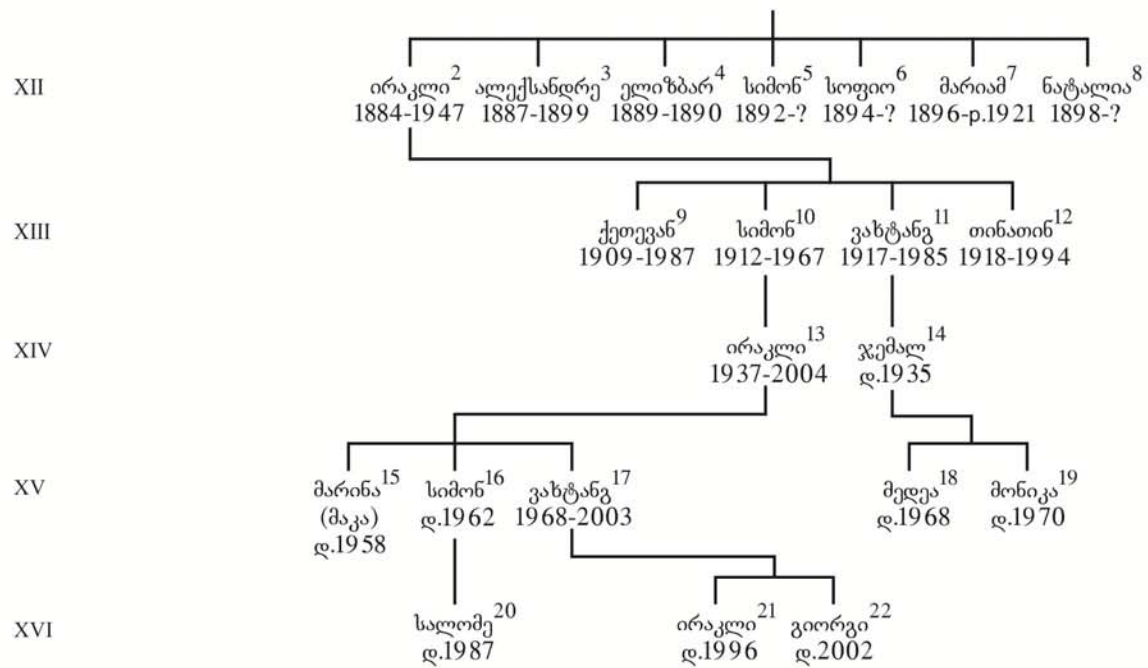 XII
ირაკლი2 ალექსანდრე3 ელიზბარ4 სიმონ5 სოფიო6 მარიამ7 ნატალია8
1884-1947 1887-1899 1889-1890 1892-? 1894-? 1896-p.1921 1898-?
XIII
ქეთევან9 სიმონ10 ვახტანგ11 თინათინ12
1909-1987 1912-1967 1917-1985 1918-1994
XIV
ირაკლი13 ჯემალ14
1937-2004 დ.1935
XV
მარინა15 სიმონ16 ვახტანგ17 მედეა18 მონიკა19
(მაკა) დ.1962 1968-2003 დ.1968 დ.1970
დ.1958
XVI
სალომე20 ირაკლი21 გიორგი22
დ.1987 დ.1996 დ.2002